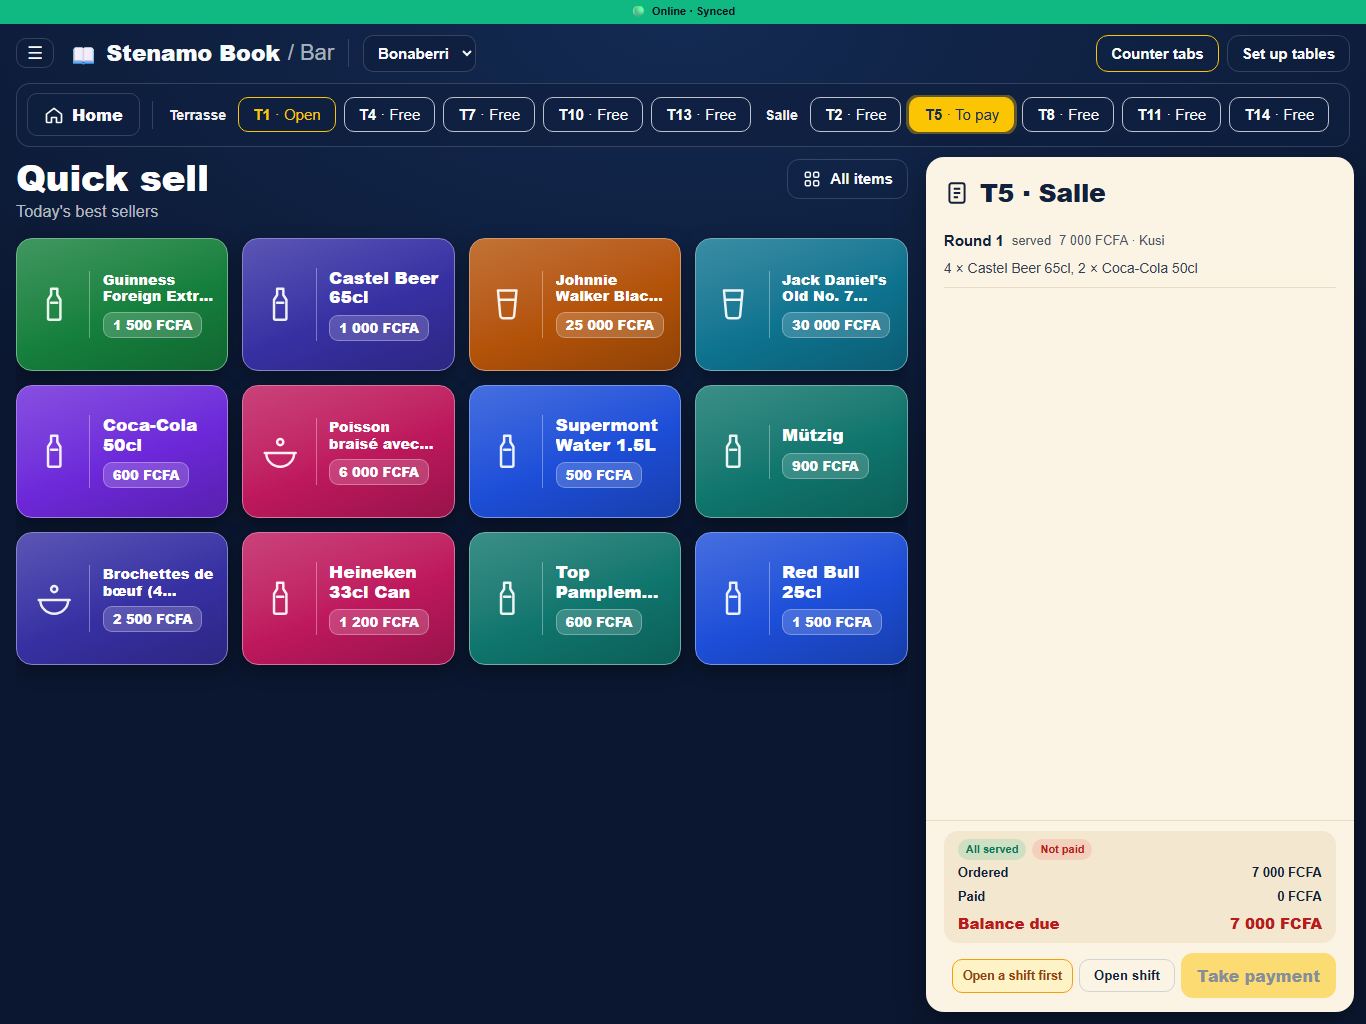 Online · Synced
Stenamo Book / Bar
Bonaberri
Counter tabs
Set up tables
Home
Terrasse
T1 · Open
T4 · Free
T7 · Free
T10 · Free
T13 · Free
Salle
T2 · Free
T5 · To pay
T8 · Free
T11 · Free
T14 · Free
Quick sell
Today's best sellers
All items
Guinness
Foreign Extr...
1 500 FCFA
Castel Beer
65cl
1 000 FCFA
Johnnie
Walker Blac...
25 000 FCFA
Jack Daniel's
Old No. 7...
30 000 FCFA
Coca-Cola
50cl
600 FCFA
Poisson
braisé avec...
6 000 FCFA
Supermont
Water 1.5L
500 FCFA
Mützig
900 FCFA
Brochettes de
bœuf (4...
2 500 FCFA
Heineken
33cl Can
1 200 FCFA
Top
Pamplem...
600 FCFA
Red Bull
25cl
1 500 FCFA
T5 · Salle
Round 1 served 7 000 FCFA · Kusi
4 × Castel Beer 65cl, 2 × Coca-Cola 50cl
All served
Not paid
Ordered 7 000 FCFA
Paid 0 FCFA
Balance due 7 000 FCFA
Open a shift first
Open shift
Take payment